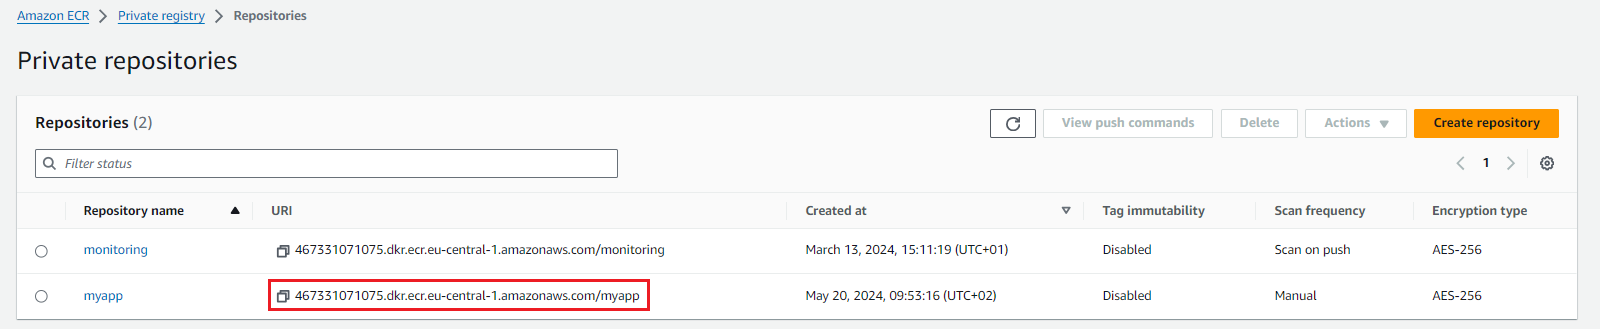 Amazon ECR > Private registry > Repositories
Private repositories
Repositories (2)
View push commands
Delete
Actions
Create repository
Filter status
1
Repository name URI Created at Tag immutability Scan frequency Encryption type
monitoring 467331071075.dkr.ecr.eu-central-1.amazonaws.com/monitoring March 13, 2024, 15:11:19 (UTC+01) Disabled Scan on push AES-256
myapp 467331071075.dkr.ecr.eu-central-1.amazonaws.com/myapp May 20, 2024, 09:53:16 (UTC+02) Disabled Manual AES-256